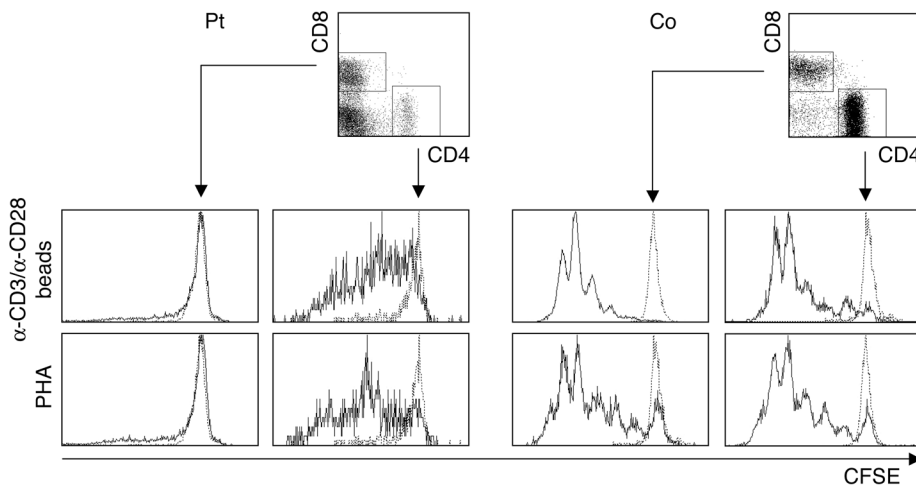 Pt
CD8
CD4
Co
CD8
CD4
α-CD3/α-CD28
beads
PHA
CFSE